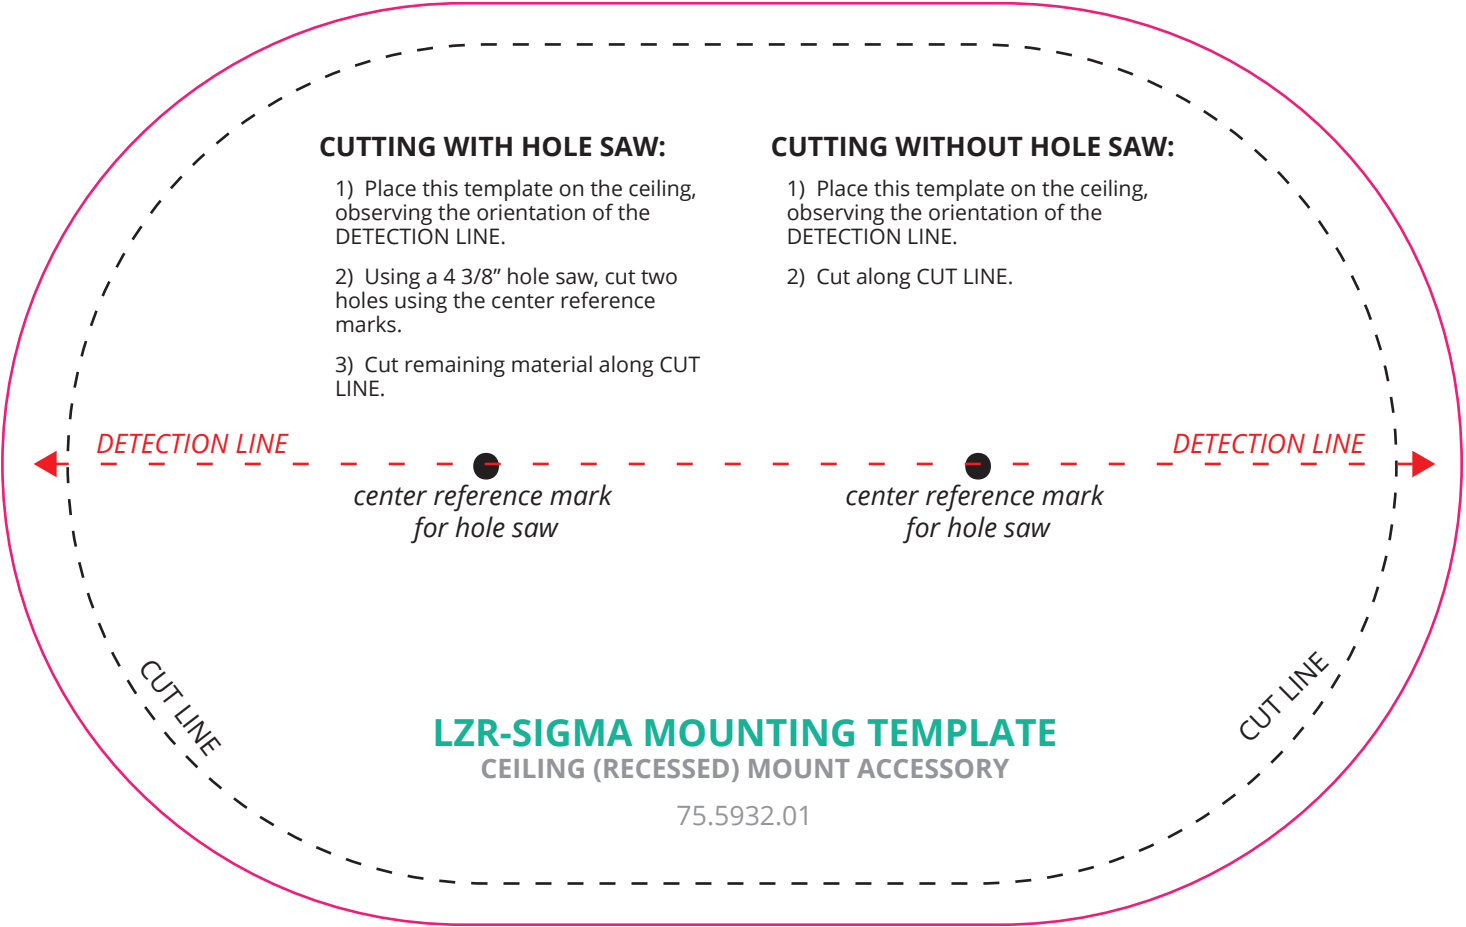 CUTTING WITH HOLE SAW:
1) Place this template on the ceiling,
observing the orientation of the
DETECTION LINE.
2) Using a 4 3/8” hole saw, cut two
holes using the center reference
marks.
3) Cut remaining material along CUT
LINE.
CUTTING WITHOUT HOLE SAW:
1) Place this template on the ceiling,
observing the orientation of the
DETECTION LINE.
2) Cut along CUT LINE.
DETECTION LINE
DETECTION LINE
center reference mark
for hole saw
center reference mark
for hole saw
CUT LINE
CUT LINE
LZR-SIGMA MOUNTING TEMPLATE
CEILING (RECESSED) MOUNT ACCESSORY
75.5932.01